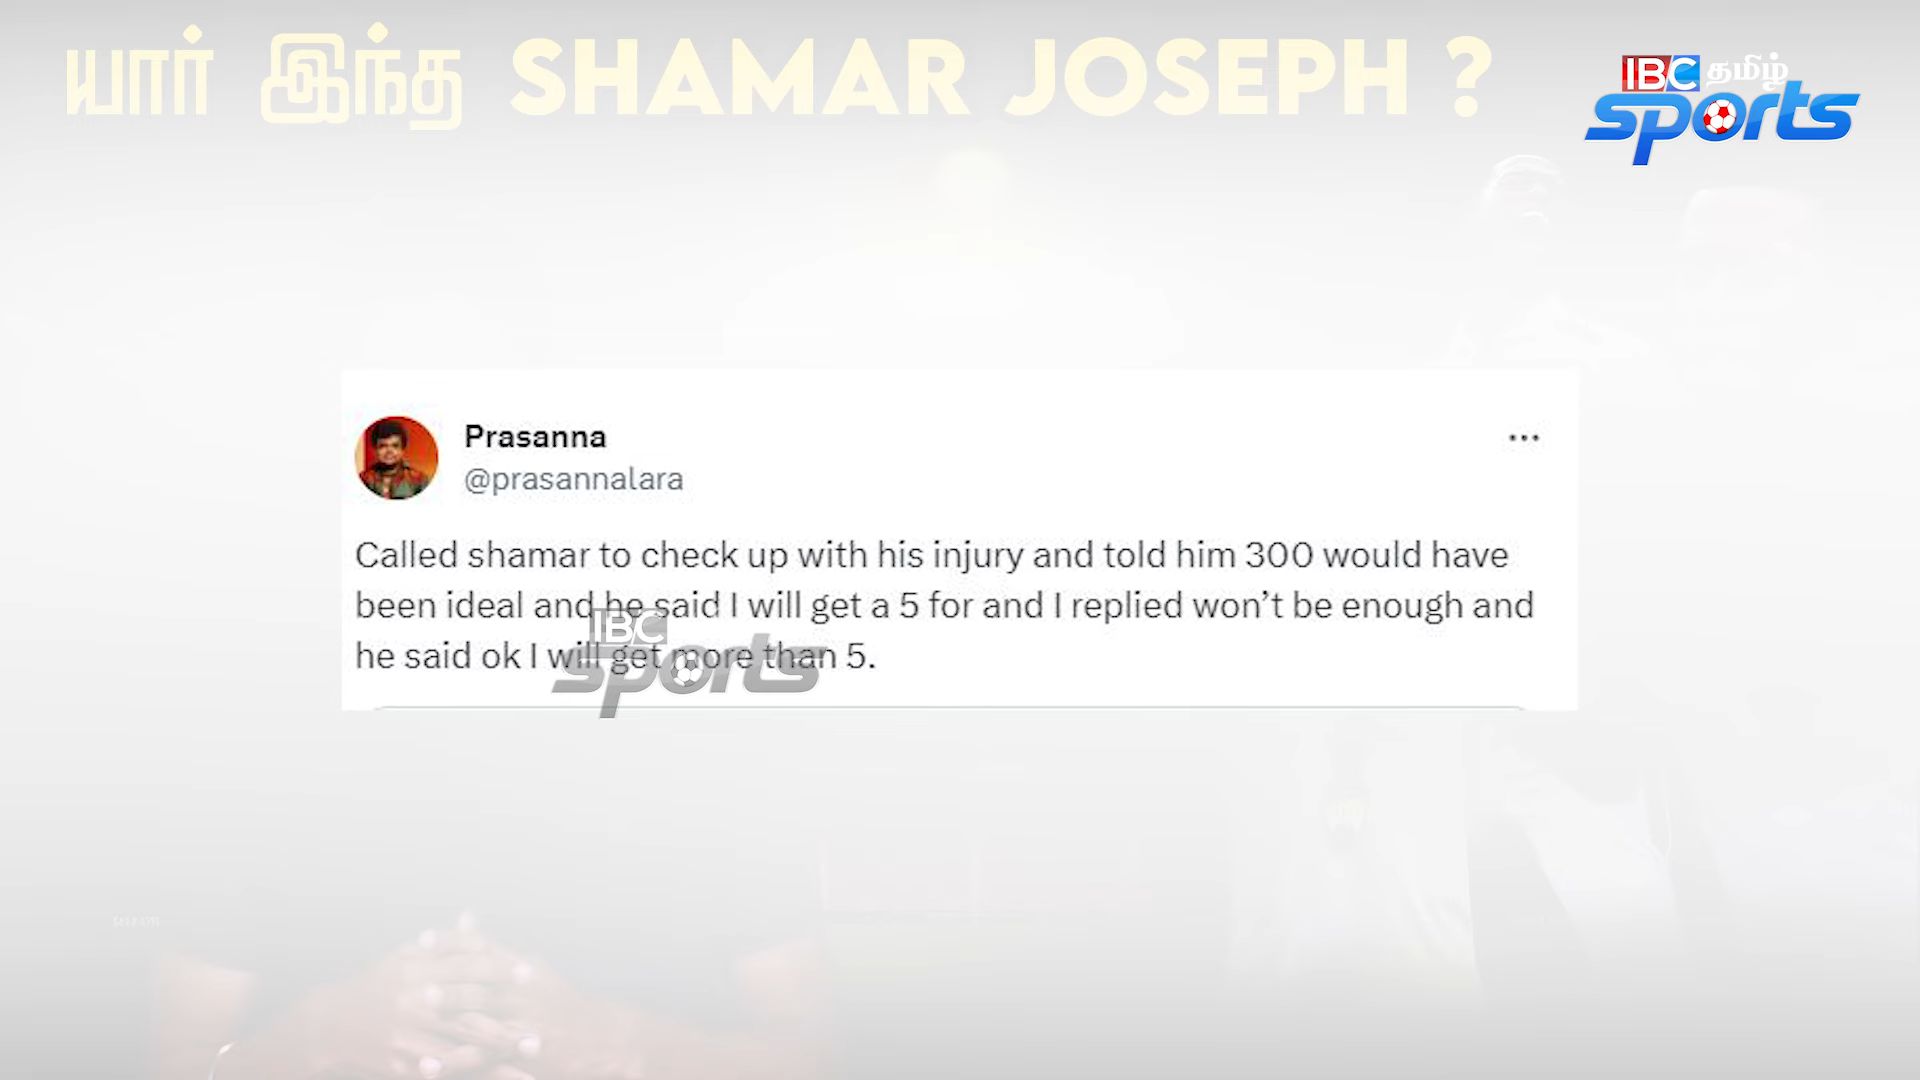 யார் இந்த SHAMAR JOSEPH ?
IBC தமிழ்
sports
Prasanna
@prasannalara
Called shamar to check up with his injury and told him 300 would have
been ideal and he said I will get a 5 for and I replied won’t be enough and
he said ok I will get more than 5.
IBC
sports